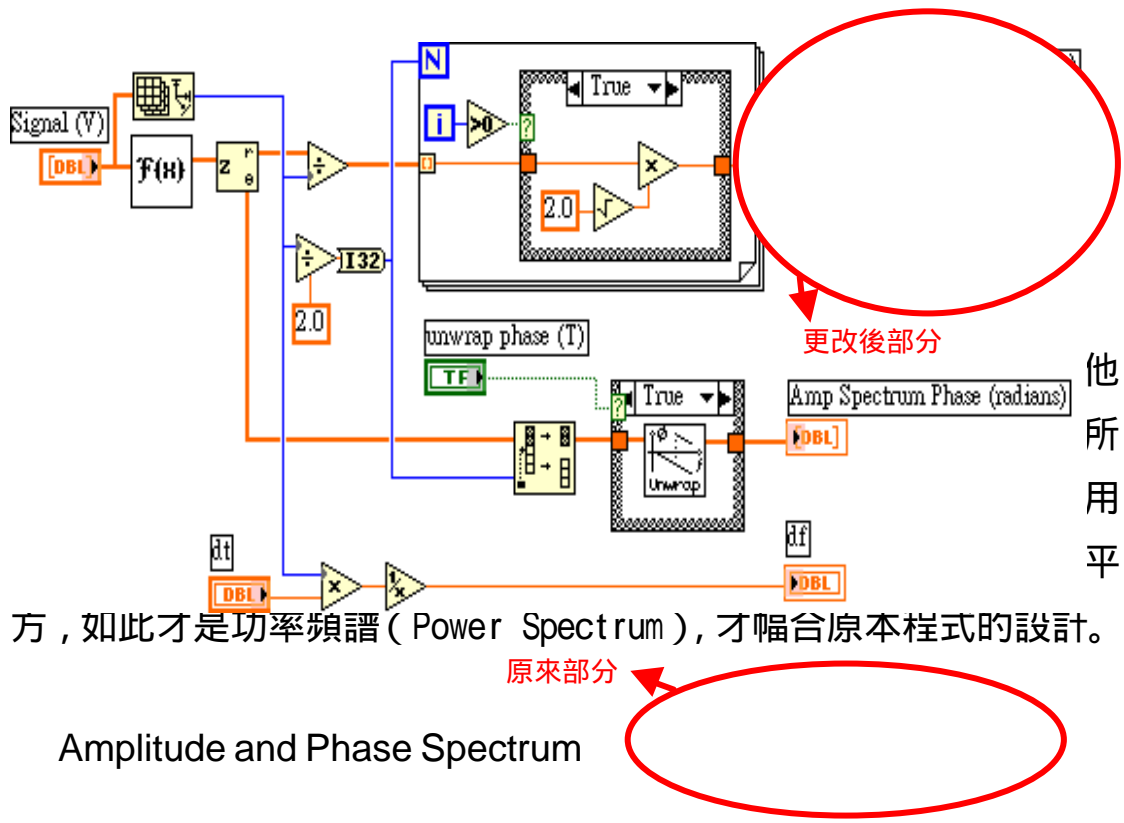 N
True
Signal (V)
i
>0
?
[DBL]
F(x)
z
r
θ
÷
x
2.0
√
÷
I32
2.0
更改後部分
unwrap phase (T)
TF
他
True
Amp Spectrum Phase (radians)
?
DBL]
所
Unwrap
用
dt
df
平
DBL
x
1/x
DBL
方，如此才是功率頻譜（Power Spectrum），才幅合原本程式的設計。
原來部分
Amplitude and Phase Spectrum